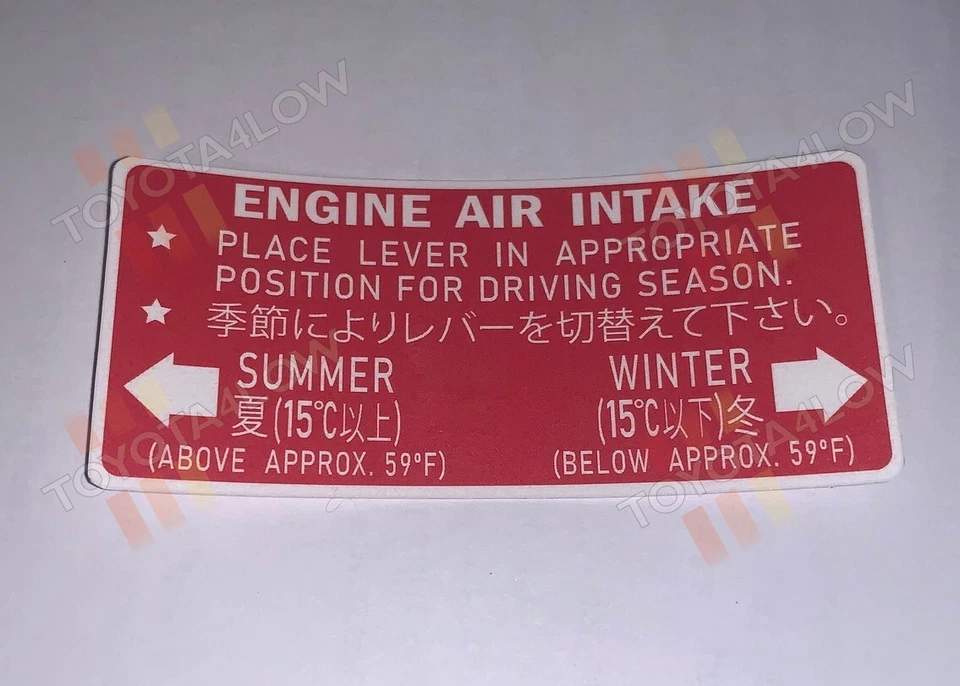 ENGINE AIR INTAKE
★ PLACE LEVER IN APPROPRIATE
POSITION FOR DRIVING SEASON.
★ 季節によりレバーを切替えて下さい。
SUMMER
夏(15℃以上)
(ABOVE APPROX. 59°F)
WINTER
(15℃以下)冬
(BELOW APPROX. 59°F)
TOYOTA4LOW
TOYOTA4LOW
TOYOTA4LOW
TOYOTA4LOW